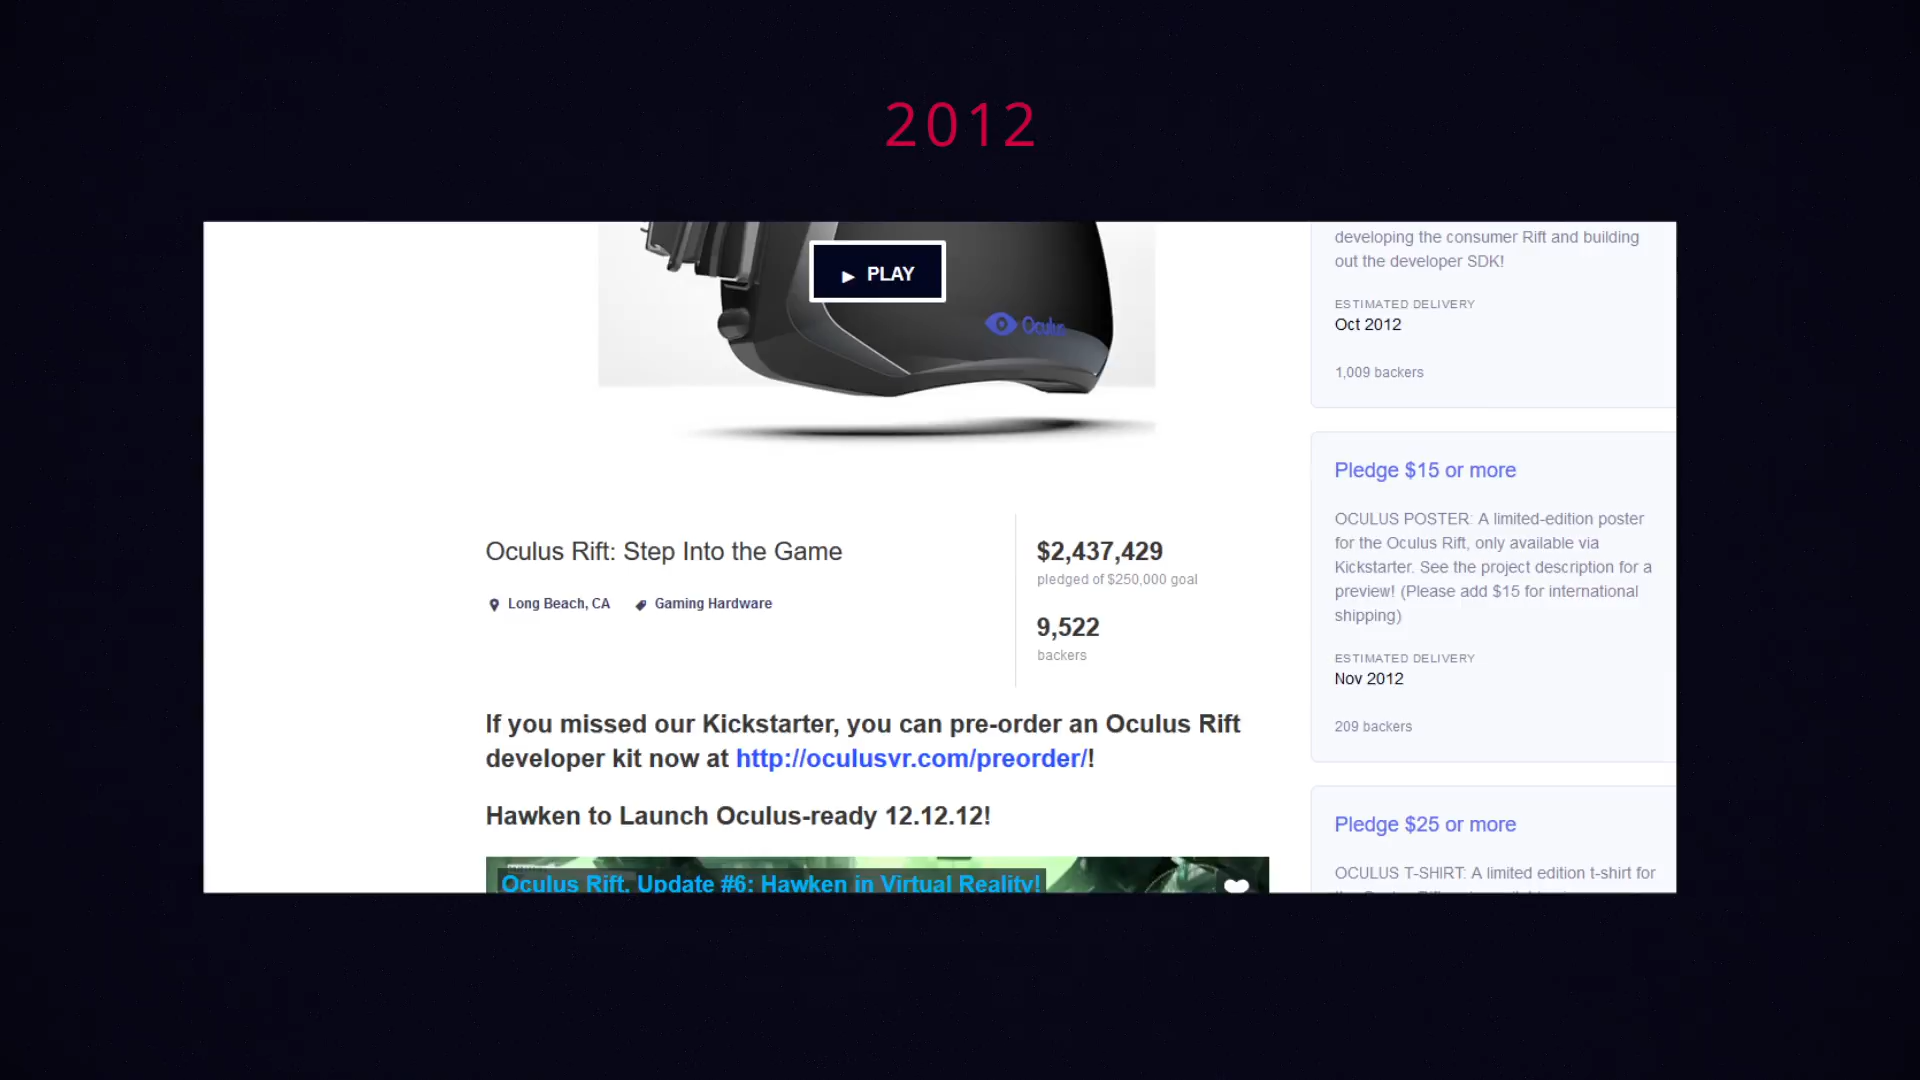 2012
▶ PLAY
Oculus
Oculus Rift: Step Into the Game
Long Beach, CA Gaming Hardware
$2,437,429
pledged of $250,000 goal
9,522
backers
If you missed our Kickstarter, you can pre-order an Oculus Rift
developer kit now at http://oculusvr.com/preorder/!
Hawken to Launch Oculus-ready 12.12.12!
Oculus Rift, Update #6: Hawken in Virtual Reality!
developing the consumer Rift and building
out the developer SDK!
ESTIMATED DELIVERY
Oct 2012
1,009 backers
Pledge $15 or more
OCULUS POSTER: A limited-edition poster
for the Oculus Rift, only available via
Kickstarter. See the project description for a
preview! (Please add $15 for international
shipping)
ESTIMATED DELIVERY
Nov 2012
209 backers
Pledge $25 or more
OCULUS T-SHIRT: A limited edition t-shirt for